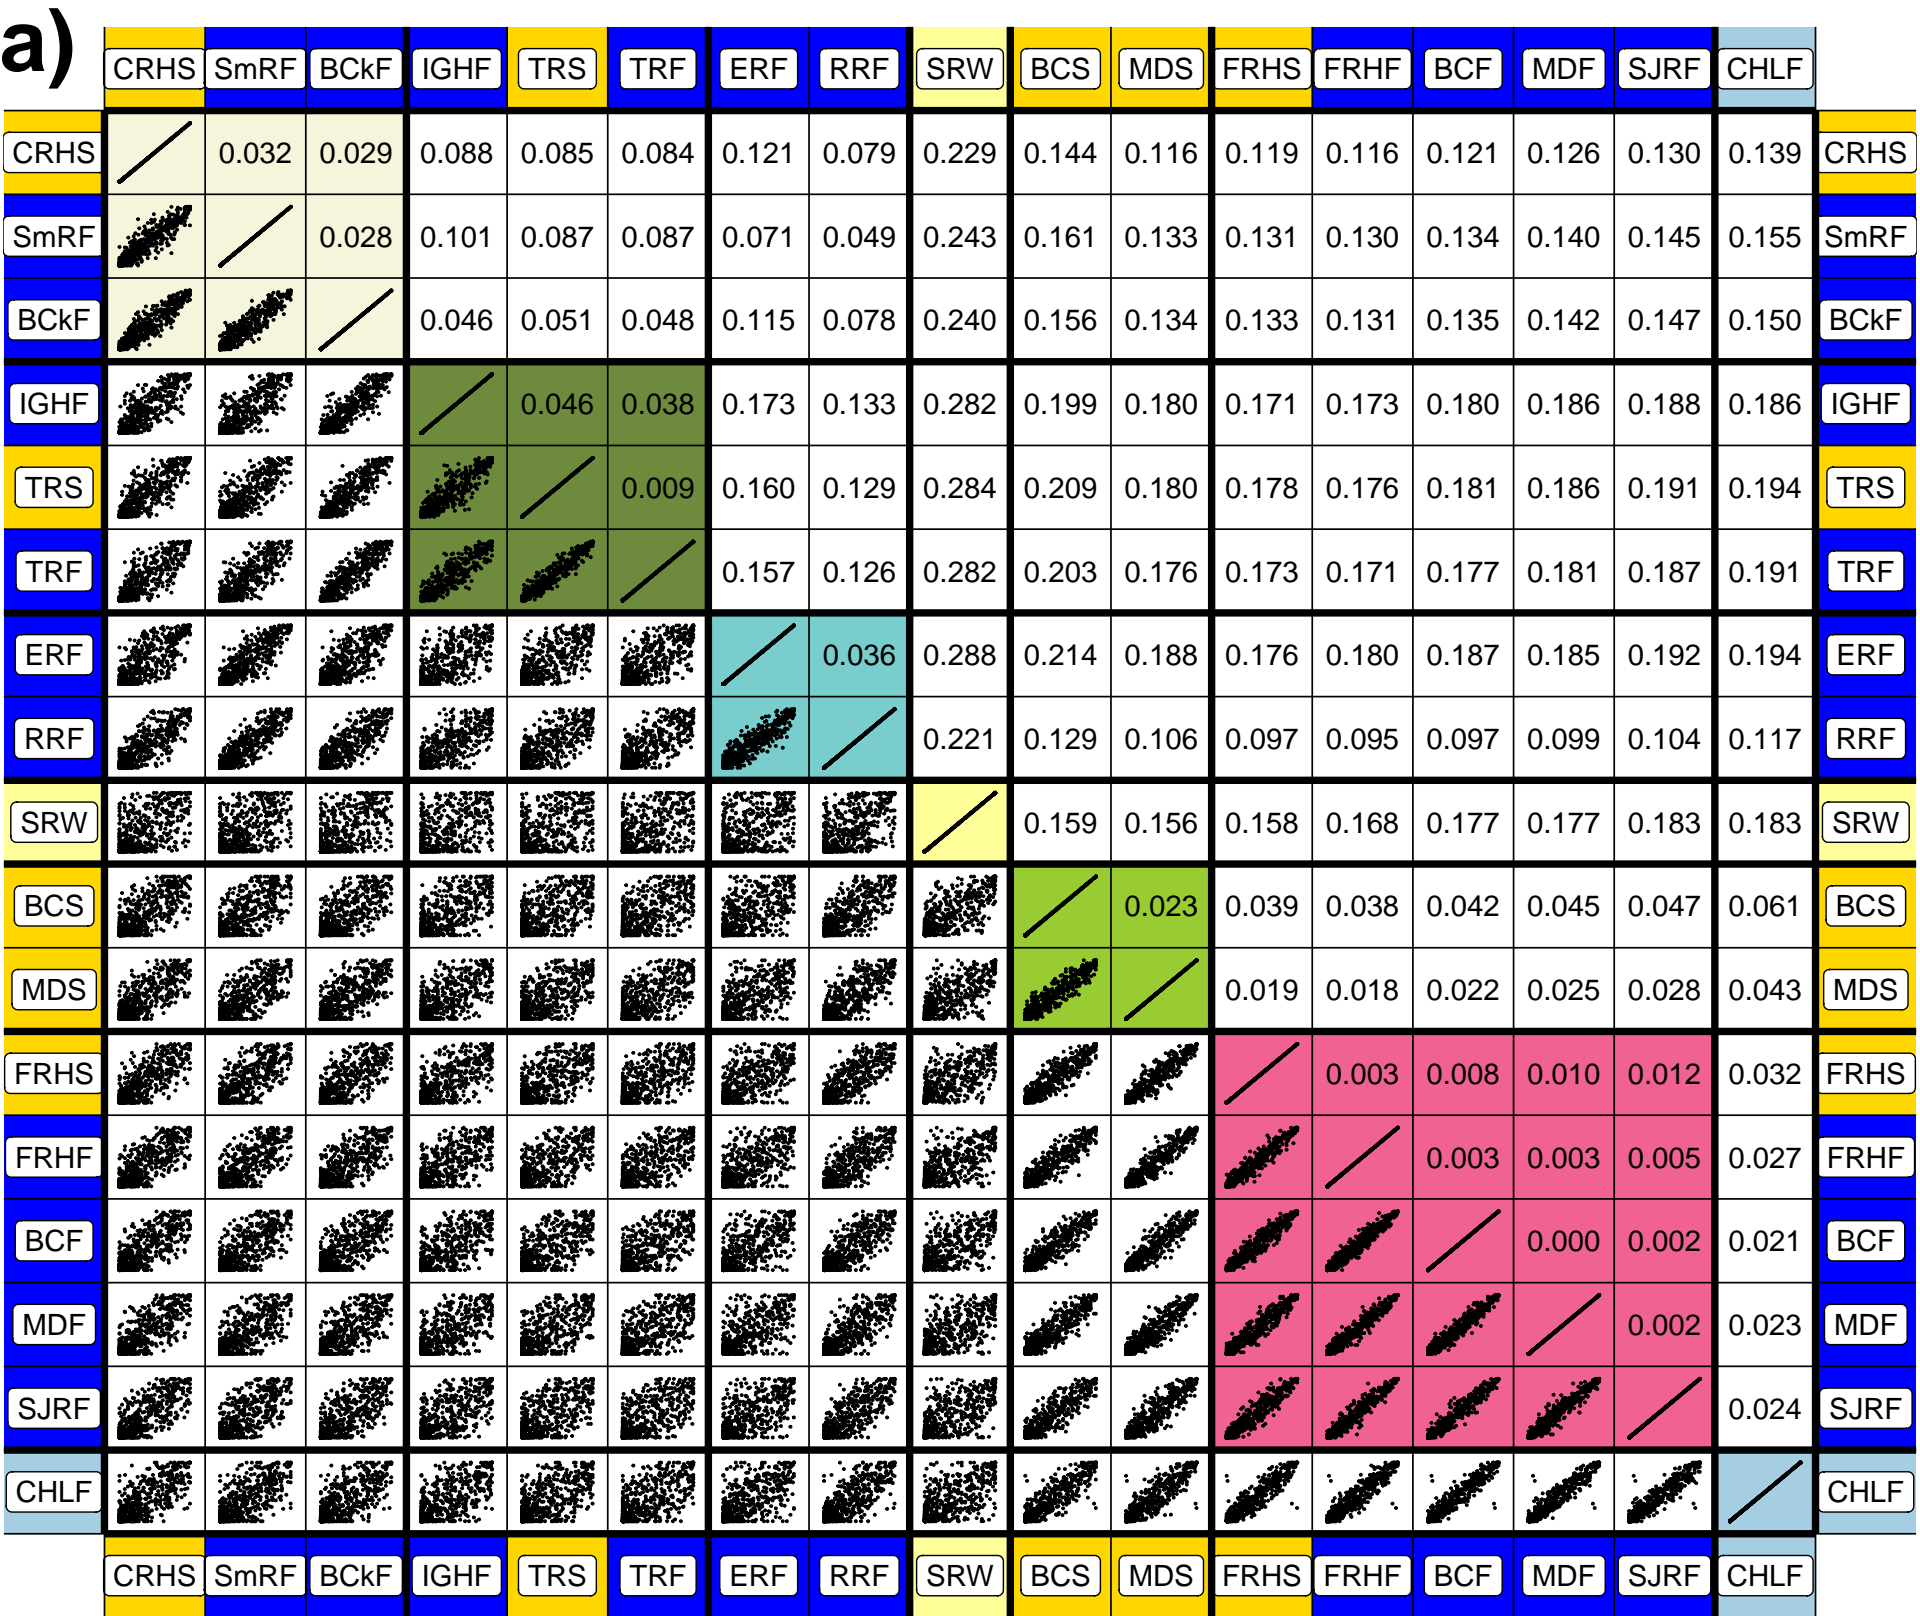 a)
CRHS SmRF BCkF IGHF TRS TRF ERF RRF SRW BCS MDS FRHS FRHF BCF MDF SJRF CHLF
CRHS 0.032 0.029 0.088 0.085 0.084 0.121 0.079 0.229 0.144 0.116 0.119 0.116 0.121 0.126 0.130 0.139 CRHS
SmRF 0.028 0.101 0.087 0.087 0.071 0.049 0.243 0.161 0.133 0.131 0.130 0.134 0.140 0.145 0.155 SmRF
BCkF 0.046 0.051 0.048 0.115 0.078 0.240 0.156 0.134 0.133 0.131 0.135 0.142 0.147 0.150 BCkF
IGHF 0.046 0.038 0.173 0.133 0.282 0.199 0.180 0.171 0.173 0.180 0.186 0.188 0.186 IGHF
TRS 0.009 0.160 0.129 0.284 0.209 0.180 0.178 0.176 0.181 0.186 0.191 0.194 TRS
TRF 0.157 0.126 0.282 0.203 0.176 0.173 0.171 0.177 0.181 0.187 0.191 TRF
ERF 0.036 0.288 0.214 0.188 0.176 0.180 0.187 0.185 0.192 0.194 ERF
RRF 0.221 0.129 0.106 0.097 0.095 0.097 0.099 0.104 0.117 RRF
SRW 0.159 0.156 0.158 0.168 0.177 0.177 0.183 0.183 SRW
BCS 0.023 0.039 0.038 0.042 0.045 0.047 0.061 BCS
MDS 0.019 0.018 0.022 0.025 0.028 0.043 MDS
FRHS 0.003 0.008 0.010 0.012 0.032 FRHS
FRHF 0.003 0.003 0.005 0.027 FRHF
BCF 0.000 0.002 0.021 BCF
MDF 0.002 0.023 MDF
SJRF 0.024 SJRF
CHLF CHLF
CRHS SmRF BCkF IGHF TRS TRF ERF RRF SRW BCS MDS FRHS FRHF BCF MDF SJRF CHLF